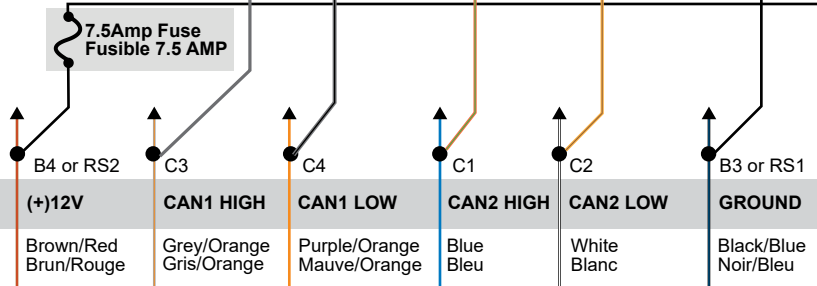 7.5Amp Fuse
Fusible 7.5 AMP
B4 or RS2
C3
C4
C1
C2
B3 or RS1
(+)12V
CAN1 HIGH
CAN1 LOW
CAN2 HIGH
CAN2 LOW
GROUND
Brown/Red
Brun/Rouge
Grey/Orange
Gris/Orange
Purple/Orange
Mauve/Orange
Blue
Bleu
White
Blanc
Black/Blue
Noir/Bleu